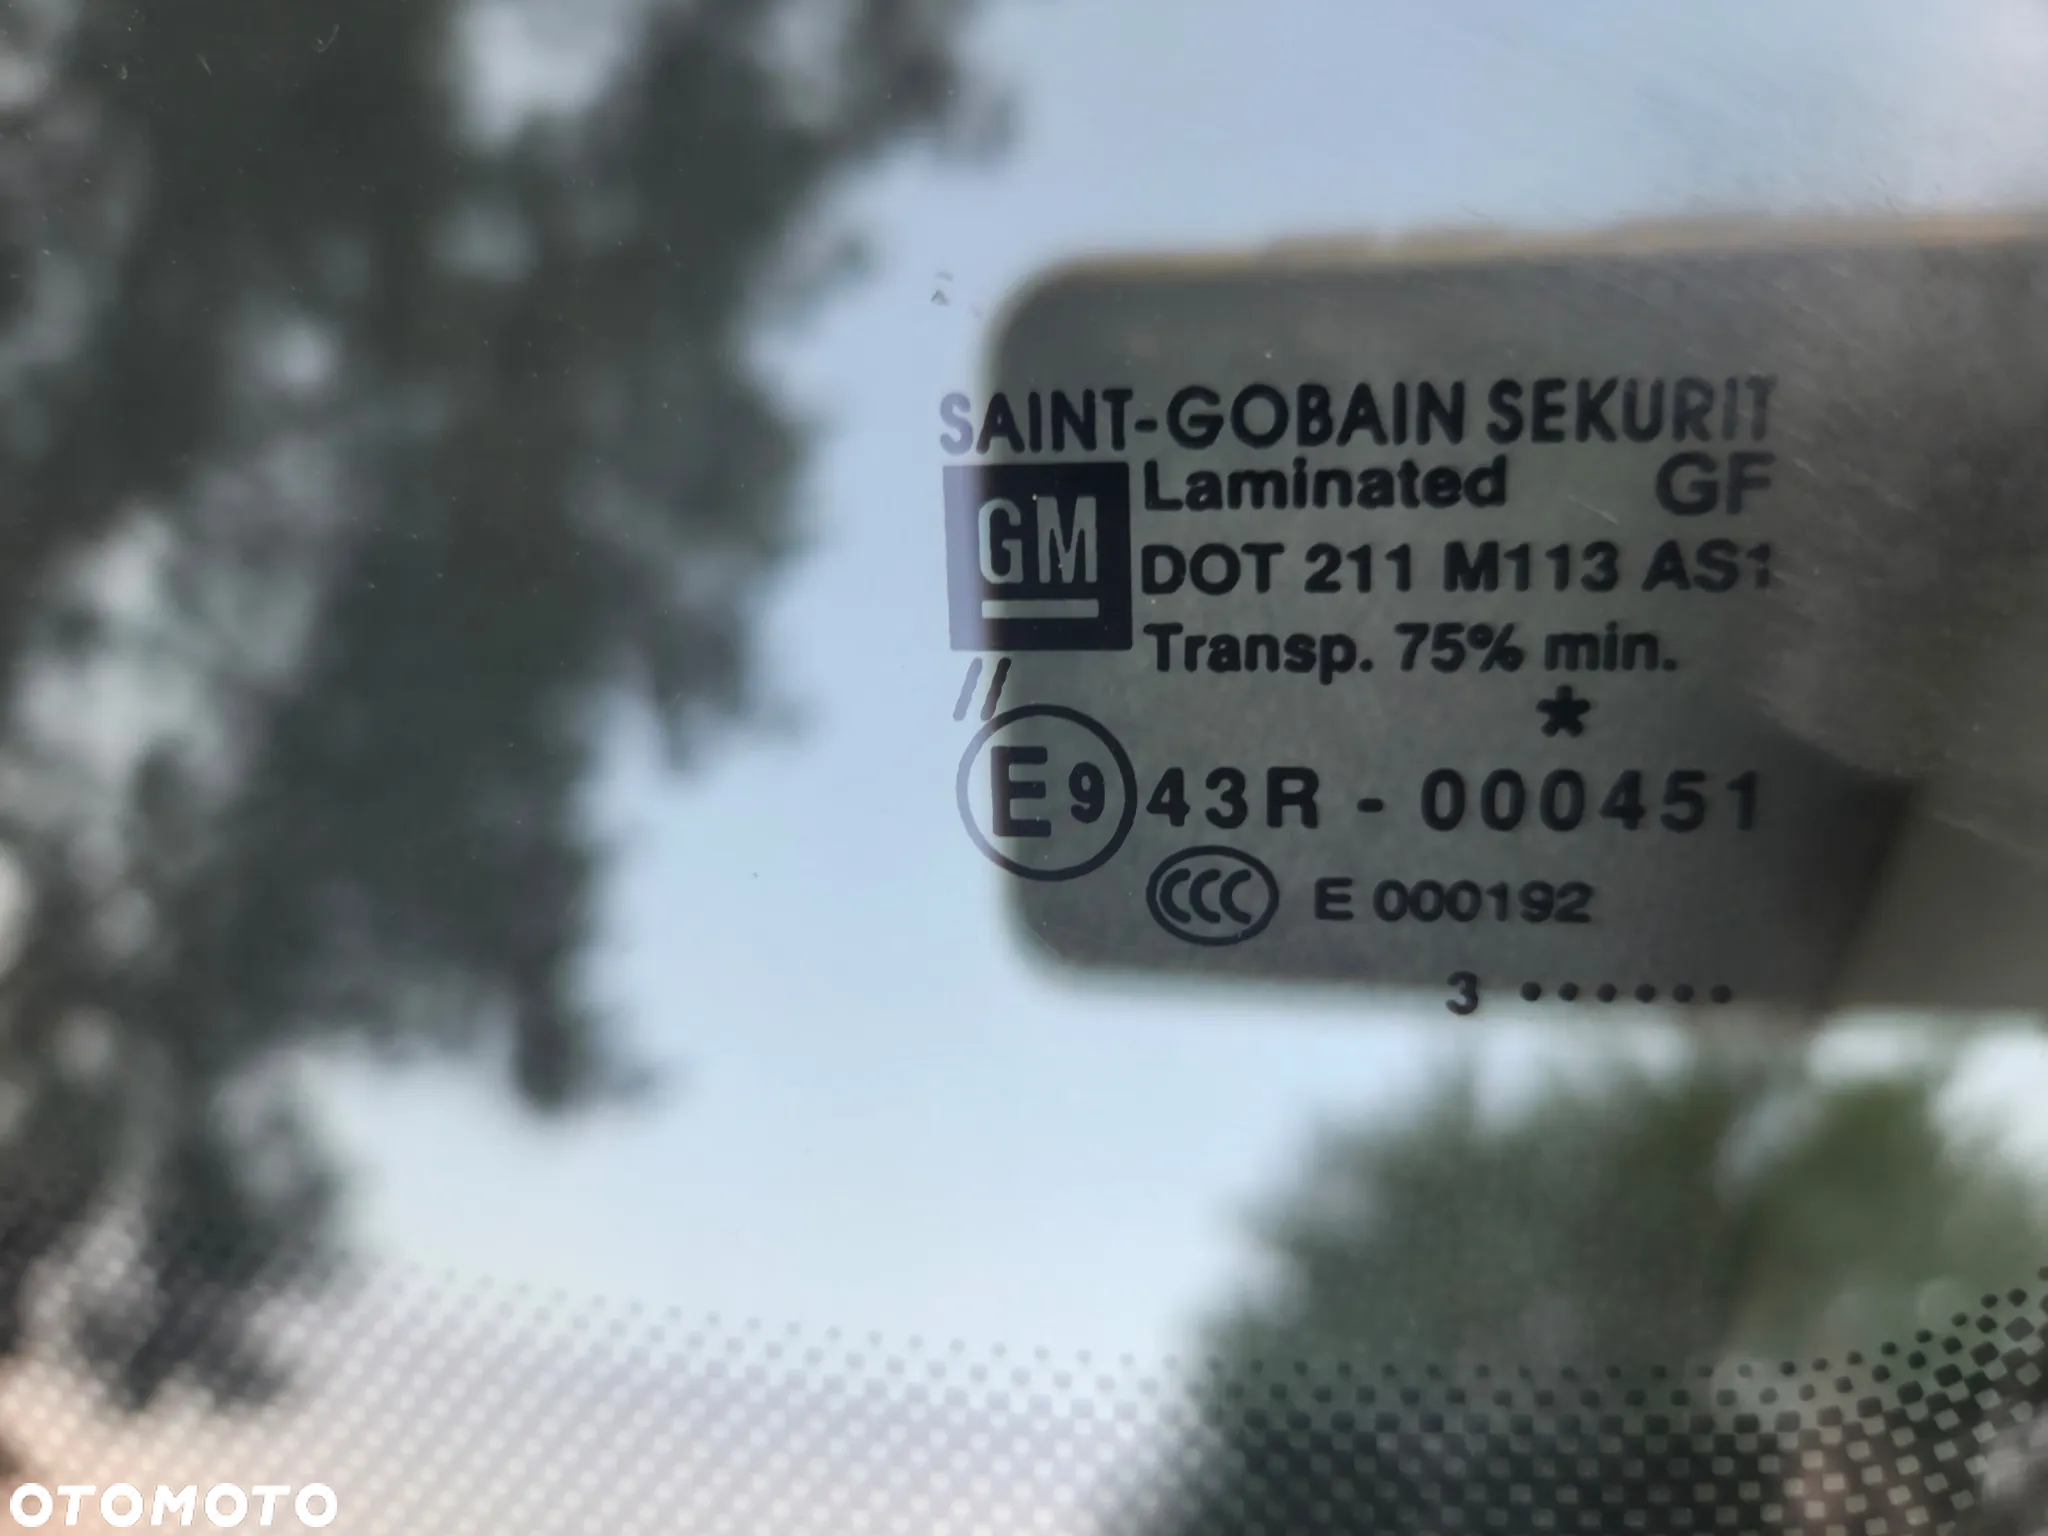 SAINT-GOBAIN SEKURIT
GM Laminated GF
DOT 211 M113 AS1
Transp. 75% min.
//
*
E9 43R - 000451
CCC E 000192
3 ••••••
OTOMOTO